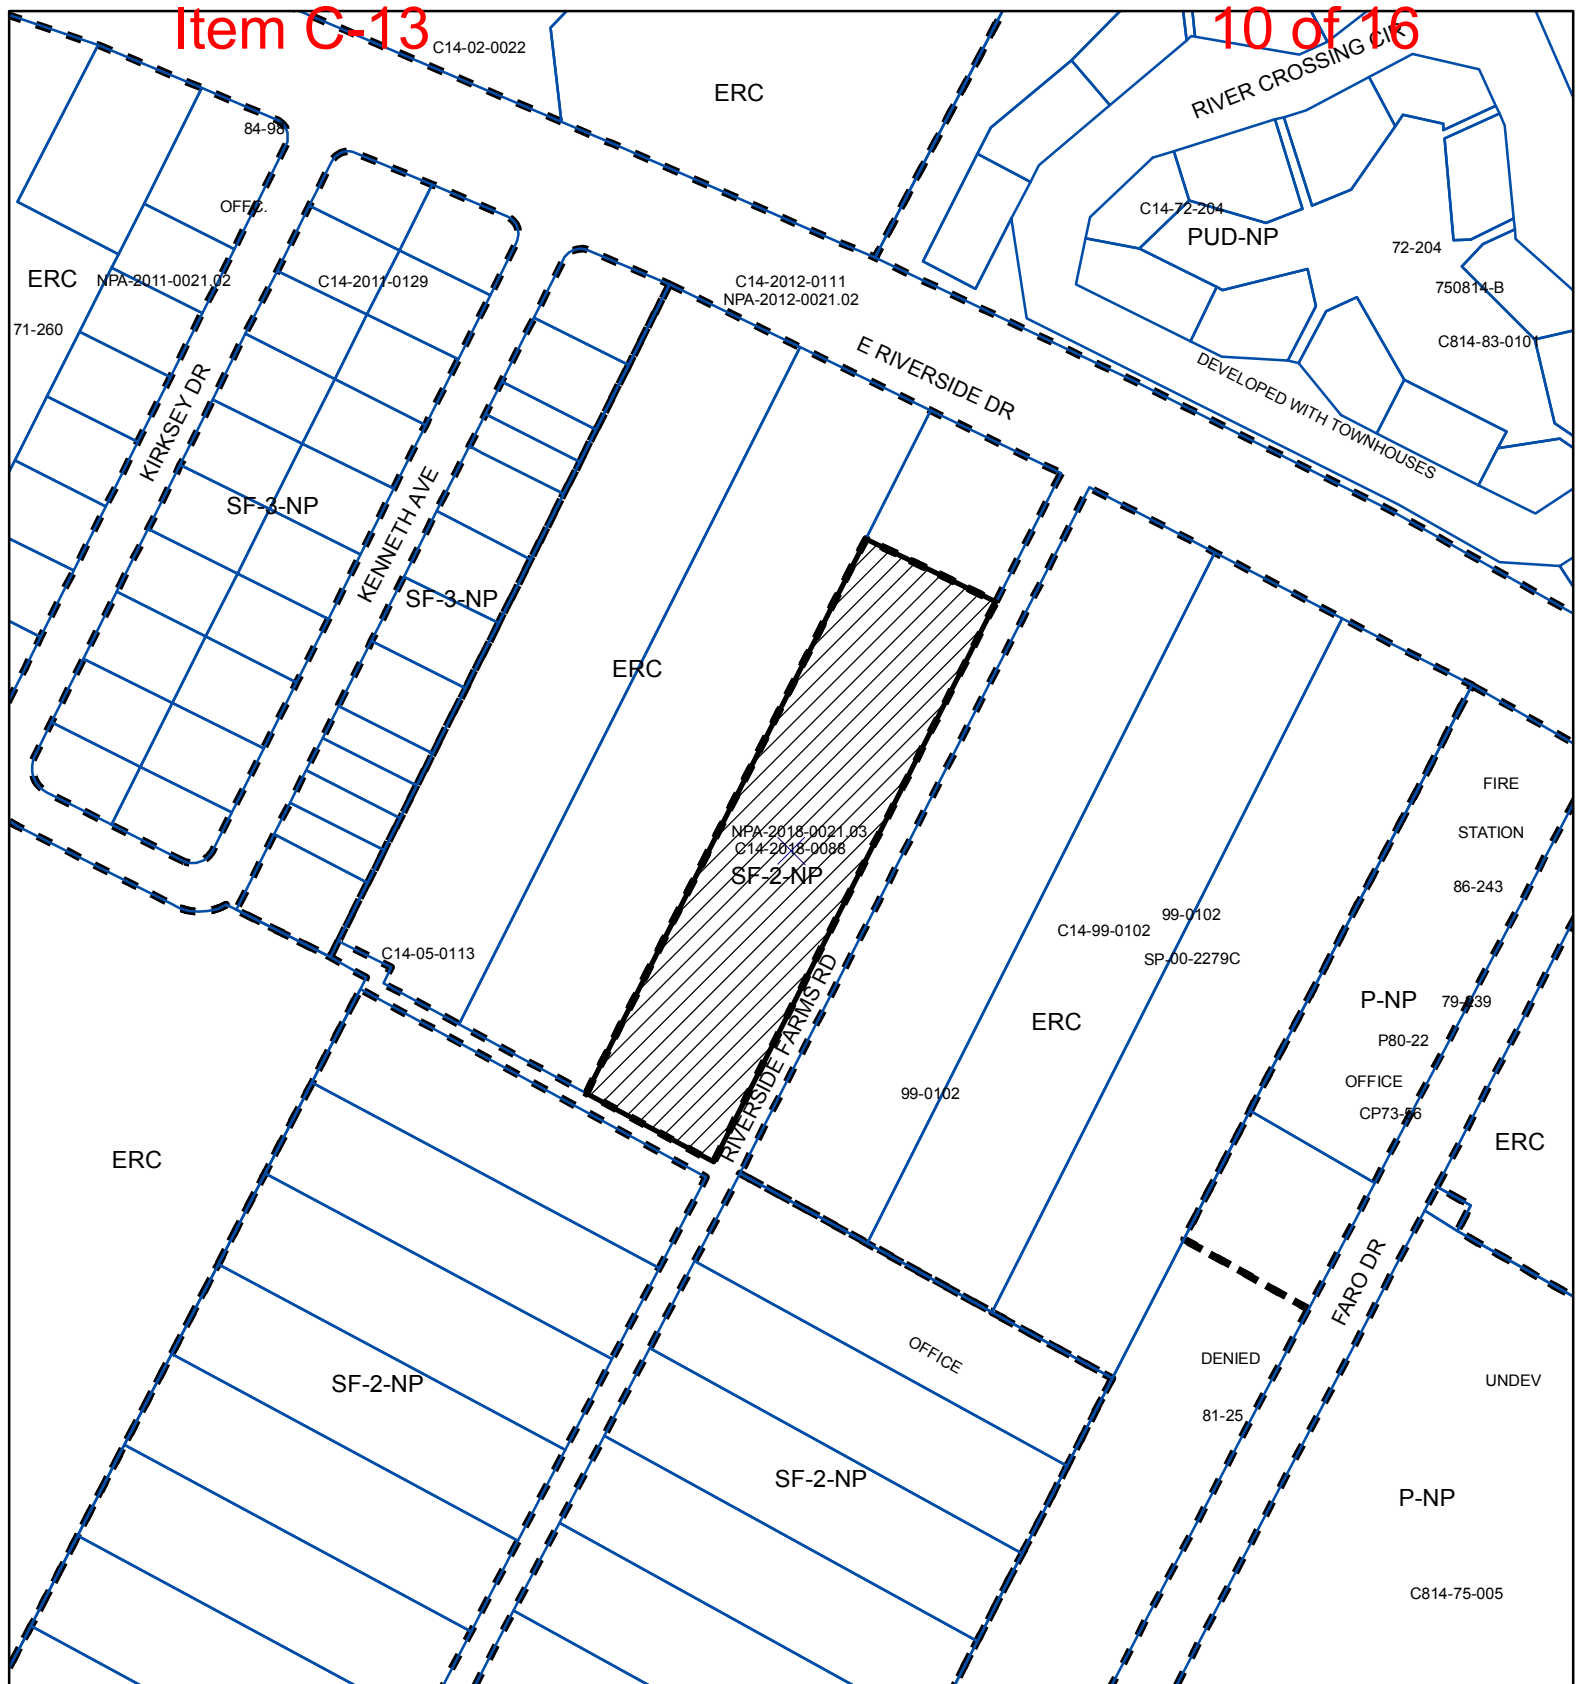 Item C-13
10 of 16
C14-02-0022
ERC
RIVER CROSSING CIR
84-98
OFFC.
C14-72-204
PUD-NP
72-204
ERC
NPA-2011-0021.02
C14-2011-0129
C14-2012-0111
NPA-2012-0021.02
750814-B
71-260
C814-83-0101
E RIVERSIDE DR
DEVELOPED WITH TOWNHOUSES
KIRKSEY DR
SF-3-NP
KENNETH AVE
SF-3-NP
ERC
FIRE
STATION
NPA-2018-0021.03
C14-2018-0088
SF-2-NP
86-243
99-0102
C14-99-0102
C14-05-0113
SP-00-2279C
RIVERSIDE FARMS RD
P-NP
79-239
ERC
P80-22
OFFICE
99-0102
CP73-56
ERC
ERC
FARO DR
OFFICE
DENIED
UNDEV
SF-2-NP
81-25
SF-2-NP
P-NP
C814-75-005